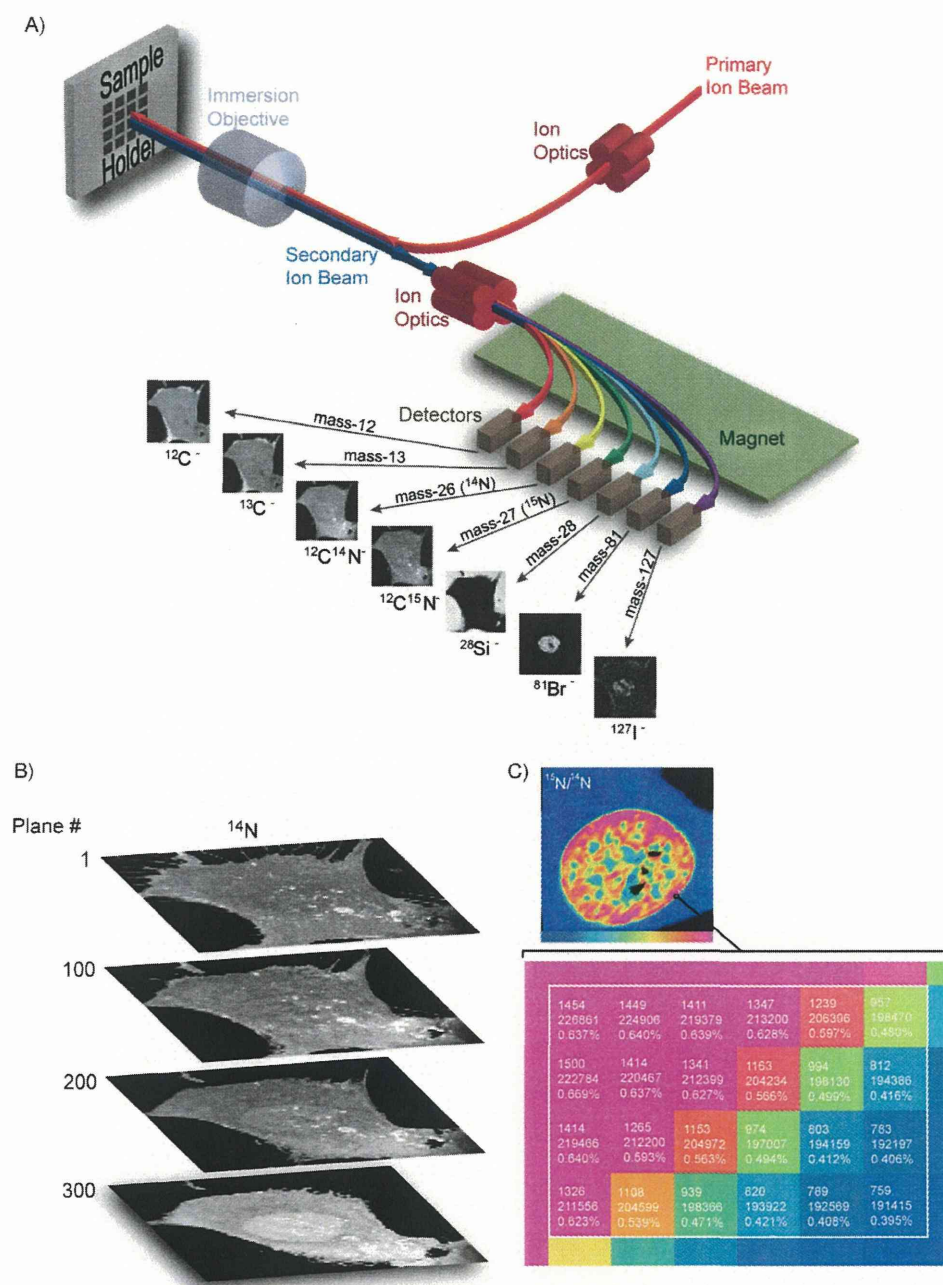 A)
Sample
Holder
Immersion
Objective
Primary
Ion Beam
Ion
Optics
Secondary
Ion Beam
Ion
Optics
Detectors
Magnet
mass-12
mass-13
mass-26 (¹⁴N)
mass-27 (¹⁵N)
mass-28
mass-81
mass-127
¹²C⁻
¹³C⁻
¹²C¹⁴N⁻
¹²C¹⁵N⁻
²⁸Si⁻
⁸¹Br⁻
¹²⁷I⁻
B)
Plane #
¹⁴N
1
100
200
300
C)
¹⁵N/¹⁴N
1454 1449 1411 1347 1239 957
226861 224906 219379 213200 206306 198470
0.637% 0.640% 0.639% 0.628% 0.597% 0.480%
1500 1414 1341 1163 994 812
222784 220467 212399 204234 198130 194386
0.669% 0.637% 0.627% 0.566% 0.499% 0.416%
1414 1265 1153 974 803 783
219466 212200 204972 197007 194159 192197
0.640% 0.593% 0.563% 0.494% 0.412% 0.406%
1326 1108 939 820 789 759
211556 204599 198366 193922 192569 191415
0.623% 0.539% 0.471% 0.421% 0.408% 0.395%